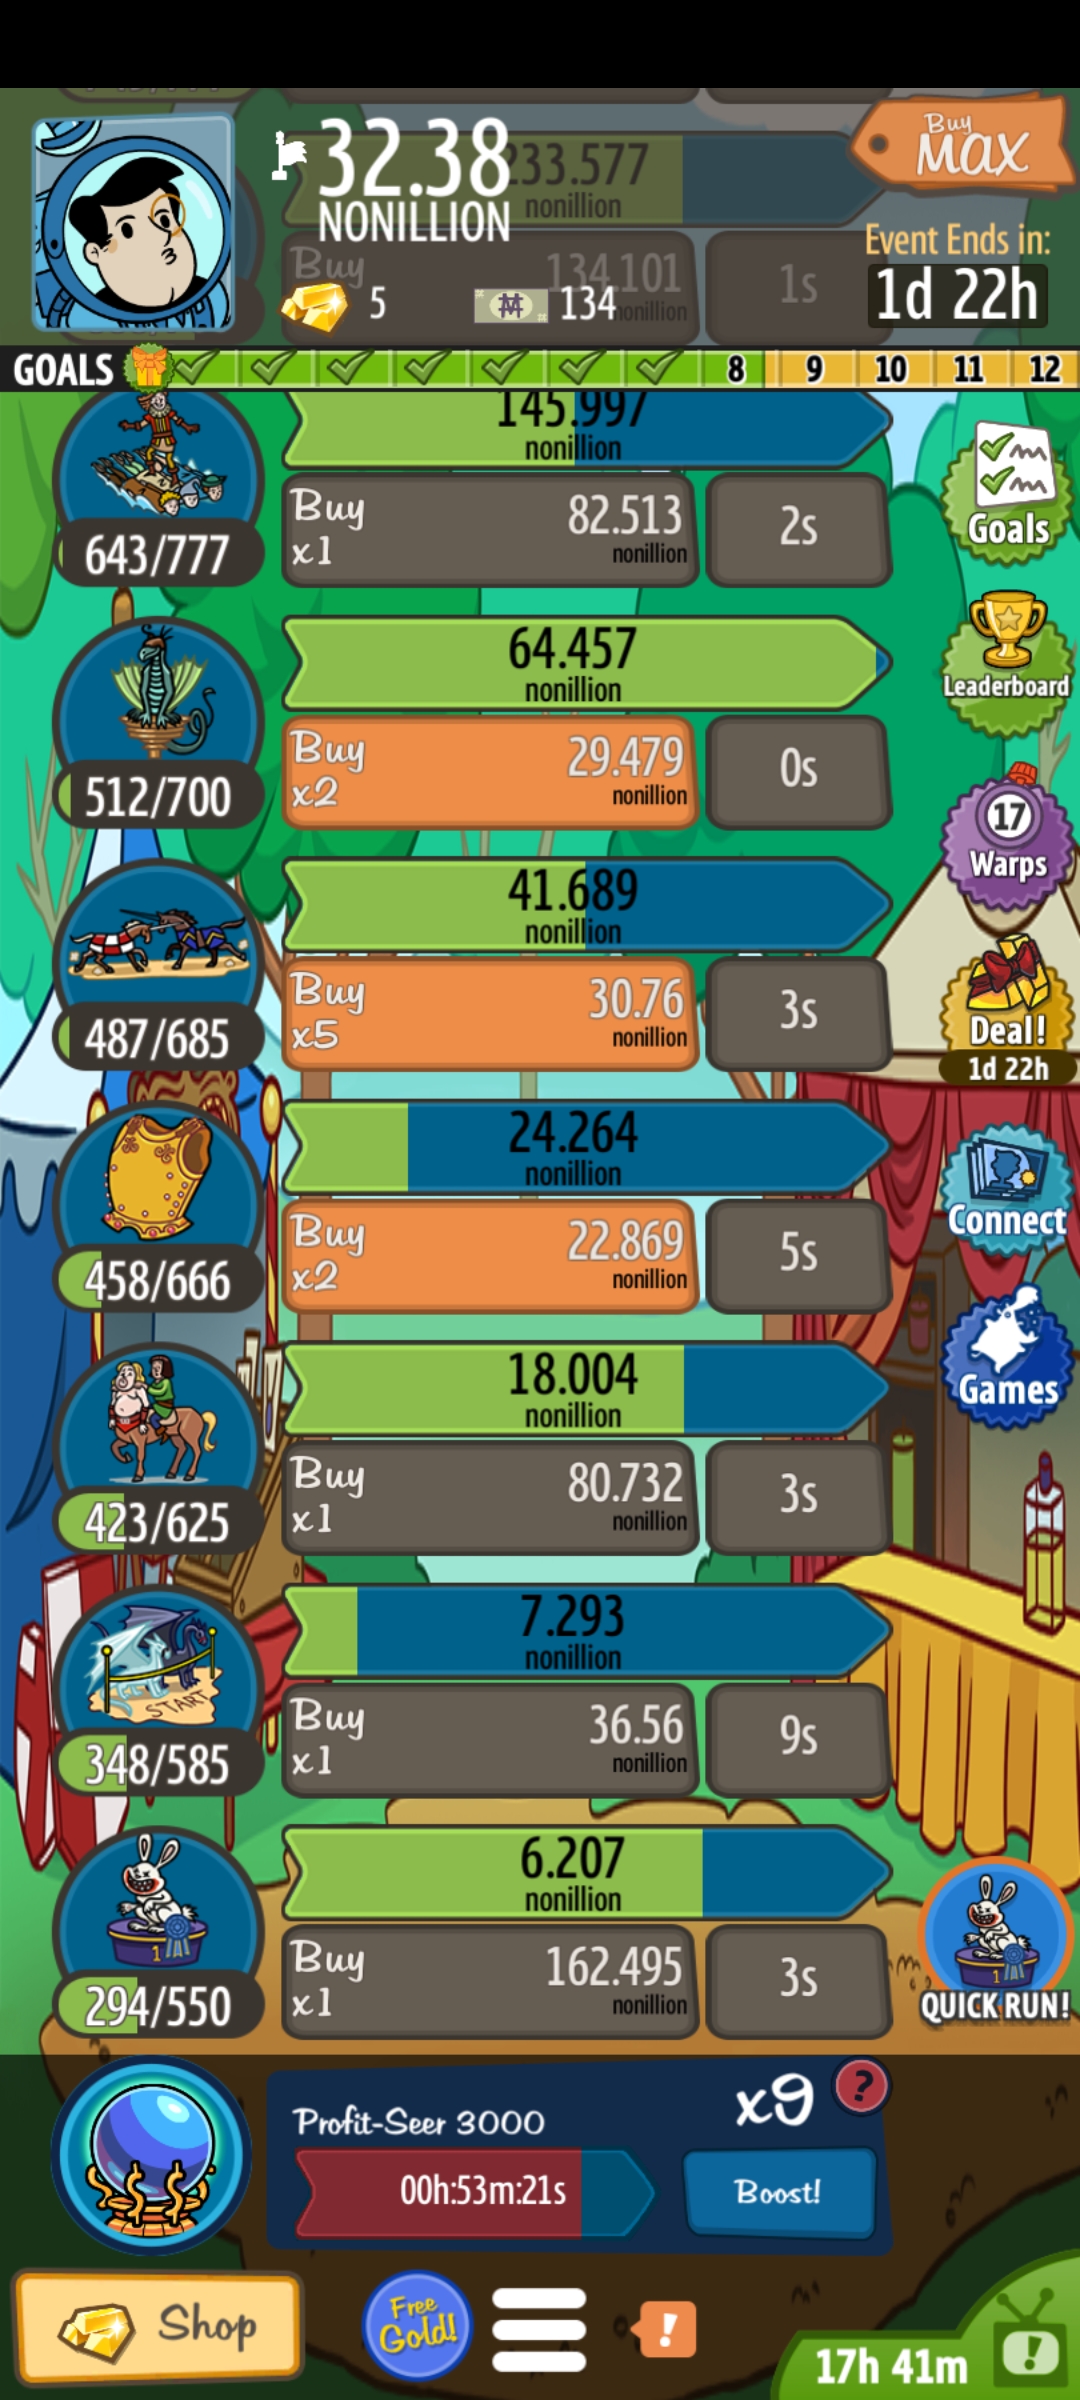 32.38
NONILLION
233.577
nonillion
Buy
134.101
nonillion
1s
5
134
Buy
MAX
Event Ends in:
1d 22h
GOALS
8
9
10
11
12
145.997
nonillion
643/777
Buy
x1
82.513
nonillion
2s
Goals
64.457
nonillion
512/700
Buy
x2
29.479
nonillion
0s
Leaderboard
17
Warps
41.689
nonillion
487/685
Buy
x5
30.76
nonillion
3s
Deal!
1d 22h
24.264
nonillion
458/666
Buy
x2
22.869
nonillion
5s
Connect
18.004
nonillion
423/625
Buy
x1
80.732
nonillion
3s
Games
7.293
nonillion
START
348/585
Buy
x1
36.56
nonillion
9s
6.207
nonillion
1
294/550
Buy
x1
162.495
nonillion
3s
1
QUICK RUN!
Profit-Seer 3000
x9
?
00h:53m:21s
Boost!
Shop
Free
Gold!
!
17h 41m
!